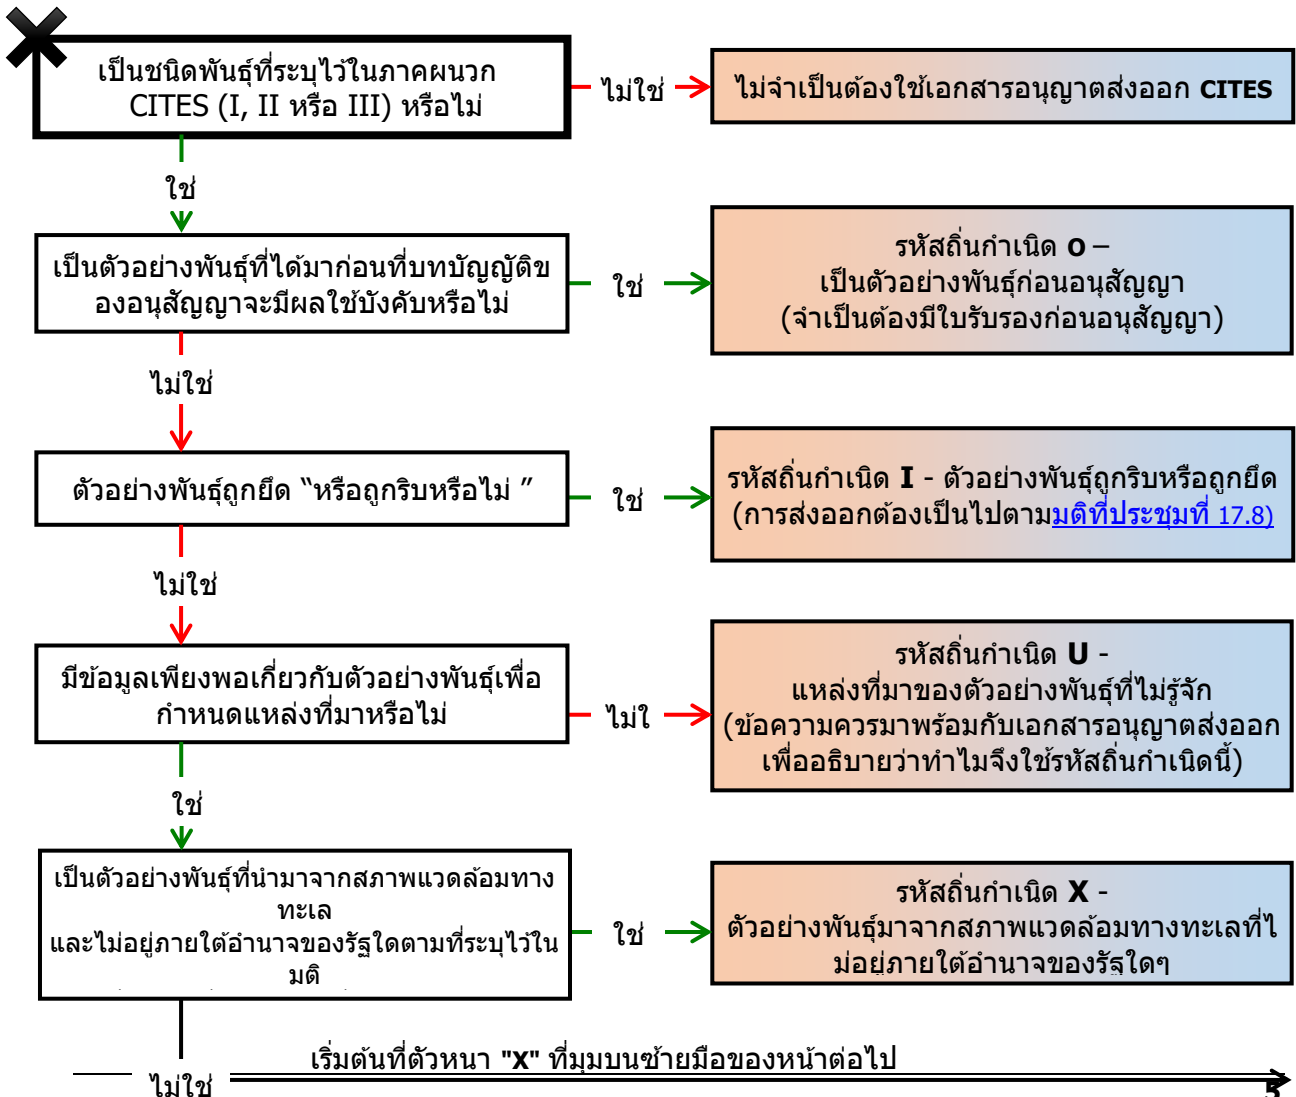 เป็นชนิดพันธุ์ที่ระบุไว้ในภาคผนวก
CITES (I, II หรือ III) หรือไม่
ไม่ใช่
ไม่จำเป็นต้องใช้เอกสารอนุญาตส่งออก CITES
ใช่
เป็นตัวอย่างพันธุ์ที่ได้มาก่อนที่บทบัญญัติข
องอนุสัญญาจะมีผลใช้บังคับหรือไม่
ใช่
รหัสถิ่นกำเนิด O –
เป็นตัวอย่างพันธุ์ก่อนอนุสัญญา
(จำเป็นต้องมีใบรับรองก่อนอนุสัญญา)
ไม่ใช่
ตัวอย่างพันธุ์ถูกยึด “หรือถูกริบหรือไม่ ”
ใช่
รหัสถิ่นกำเนิด I - ตัวอย่างพันธุ์ถูกริบหรือถูกยึด
(การส่งออกต้องเป็นไปตามมติที่ประชุมที่ 17.8)
ไม่ใช่
มีข้อมูลเพียงพอเกี่ยวกับตัวอย่างพันธุ์เพื่อ
กำหนดแหล่งที่มาหรือไม่
ไม่ใ
รหัสถิ่นกำเนิด U -
แหล่งที่มาของตัวอย่างพันธุ์ที่ไม่รู้จัก
(ข้อความควรมาพร้อมกับเอกสารอนุญาตส่งออก
เพื่ออธิบายว่าทำไมจึงใช้รหัสถิ่นกำเนิดนี้)
ใช่
เป็นตัวอย่างพันธุ์ที่นำมาจากสภาพแวดล้อมทาง
ทะเล
และไม่อยู่ภายใต้อำนาจของรัฐใดตามที่ระบุไว้ใน
มติ
ใช่
รหัสถิ่นกำเนิด X -
ตัวอย่างพันธุ์มาจากสภาพแวดล้อมทางทะเลที่ไ
ม่อยู่ภายใต้อำนาจของรัฐใดๆ
เริ่มต้นที่ตัวหนา "X" ที่มุมบนซ้ายมือของหน้าต่อไป
ไม่ใช่
5